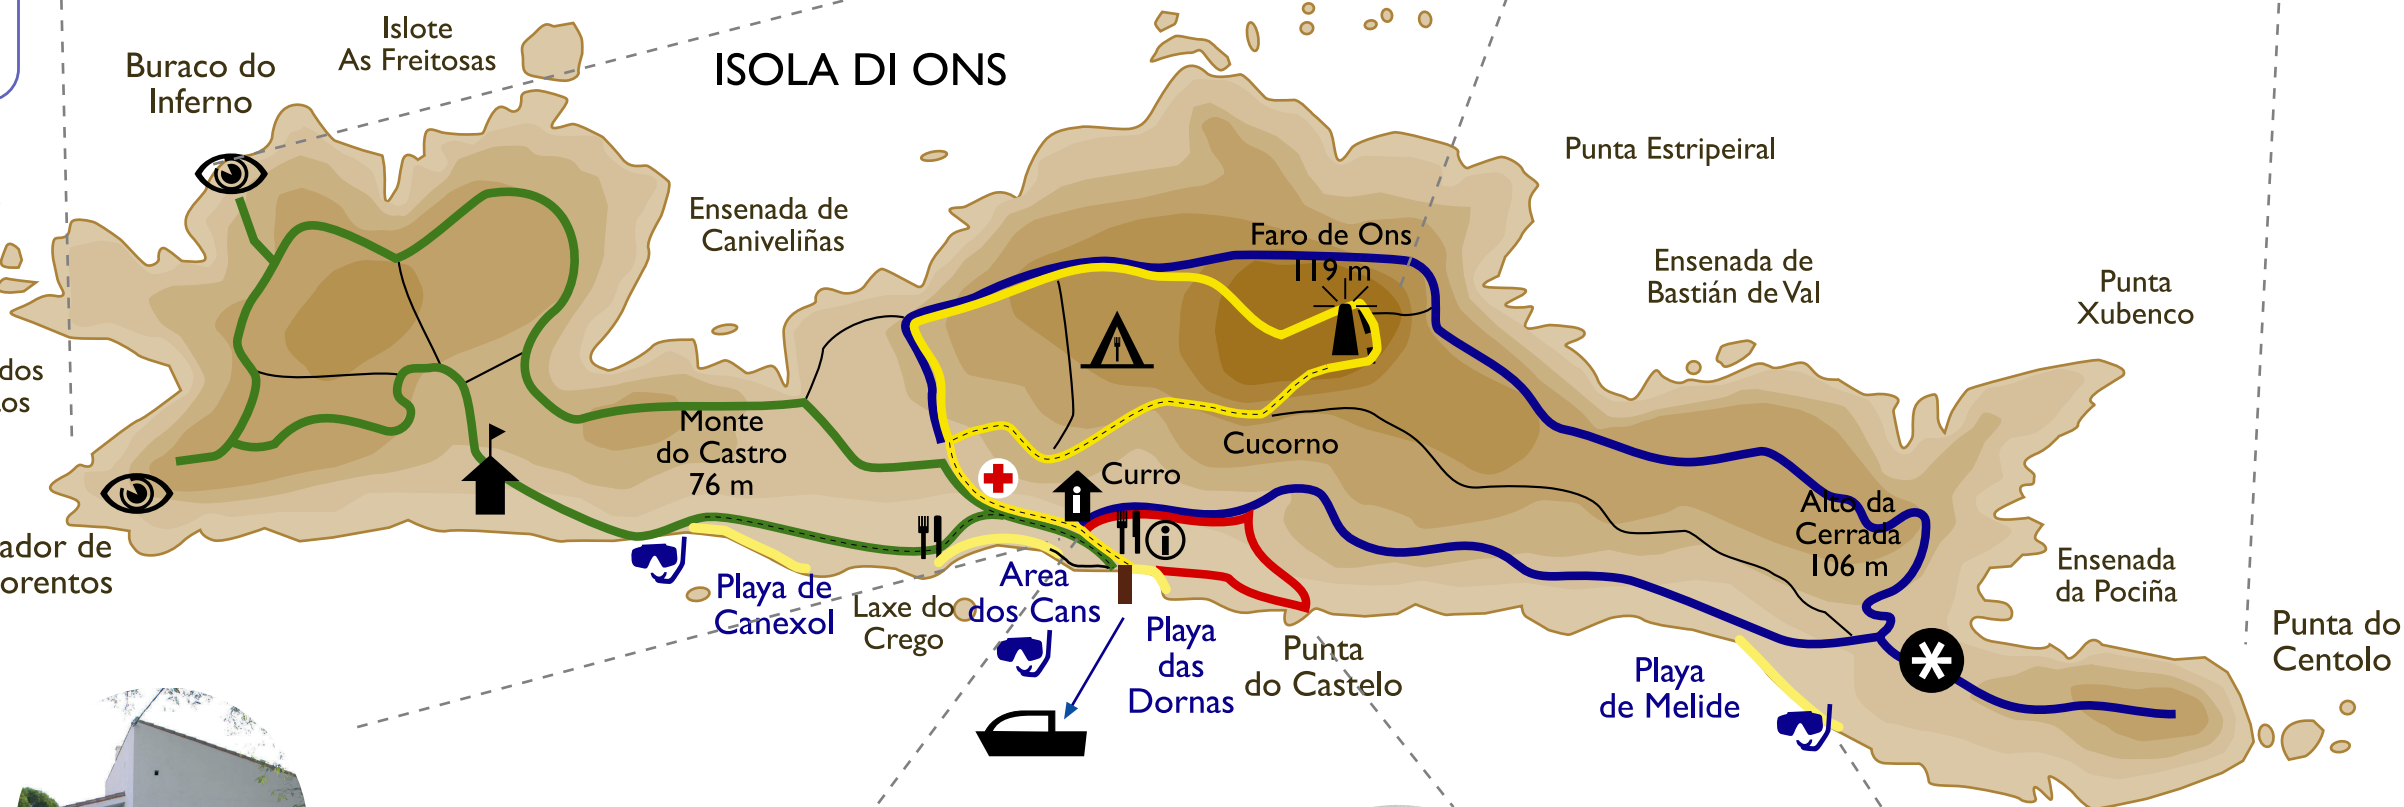 Islote
As Freitosas
Buraco do
Inferno
ISOLA DI ONS
Punta Estripeiral
Ensenada de
Caniveliñas
Faro de Ons
119 m
Ensenada de
Bastián de Val
Punta
Xubenco
dos
os
Monte
do Castro
76 m
Cucorno
Curro
Alto da
Cerrada
106 m
ador de
orentos
Ensenada
da Pociña
Playa de
Canexol
Laxe do
Crego
Area
dos Cans
Playa
das
Dornas
Punta
do Castelo
Playa
de Melide
Punta do
Centolo